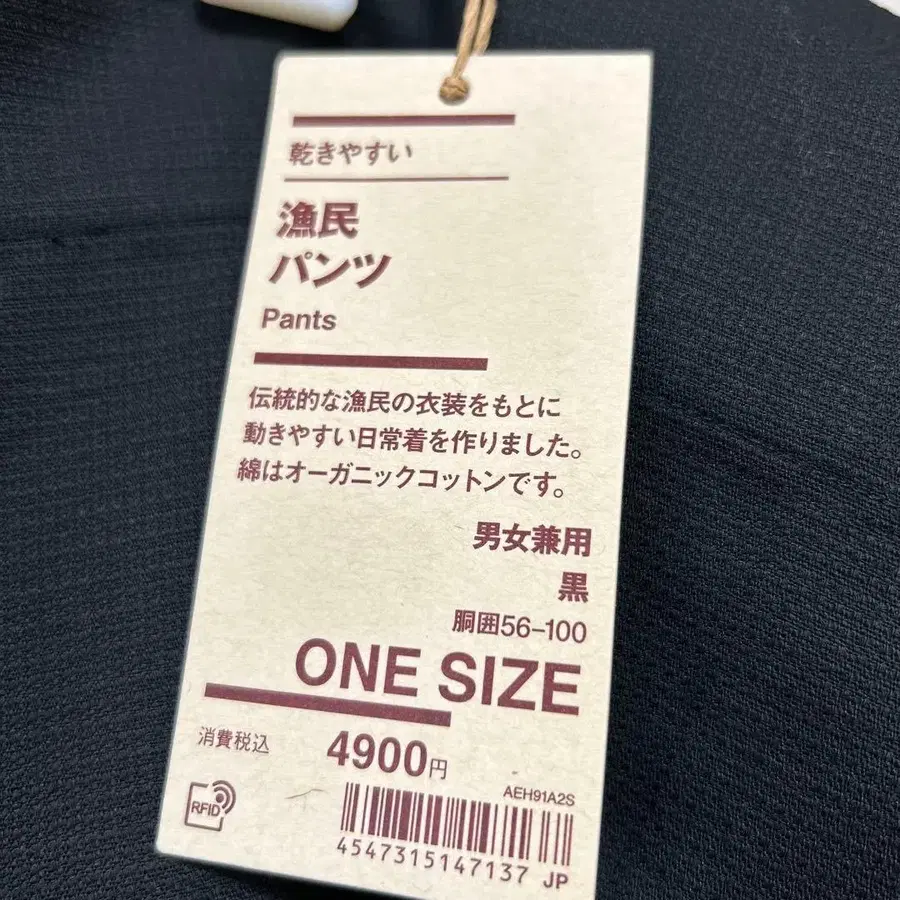 乾きやすい
漁民
パンツ
Pants
伝統的な漁民の衣装をもとに
動きやすい日常着を作りました。
綿はオーガニックコットンです。
男女兼用
黒
胴囲56-100
ONE SIZE
消費税込 4900円
RFID
AEH91A2S
4547315147137 JP